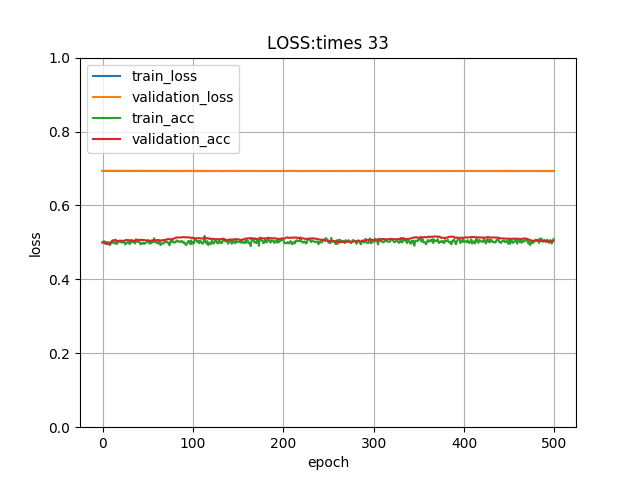 LOSS:times 33
1.0
0.8
0.6
0.4
0.2
0.0
loss
train_loss
validation_loss
train_acc
validation_acc
0 100 200 300 400 500
epoch